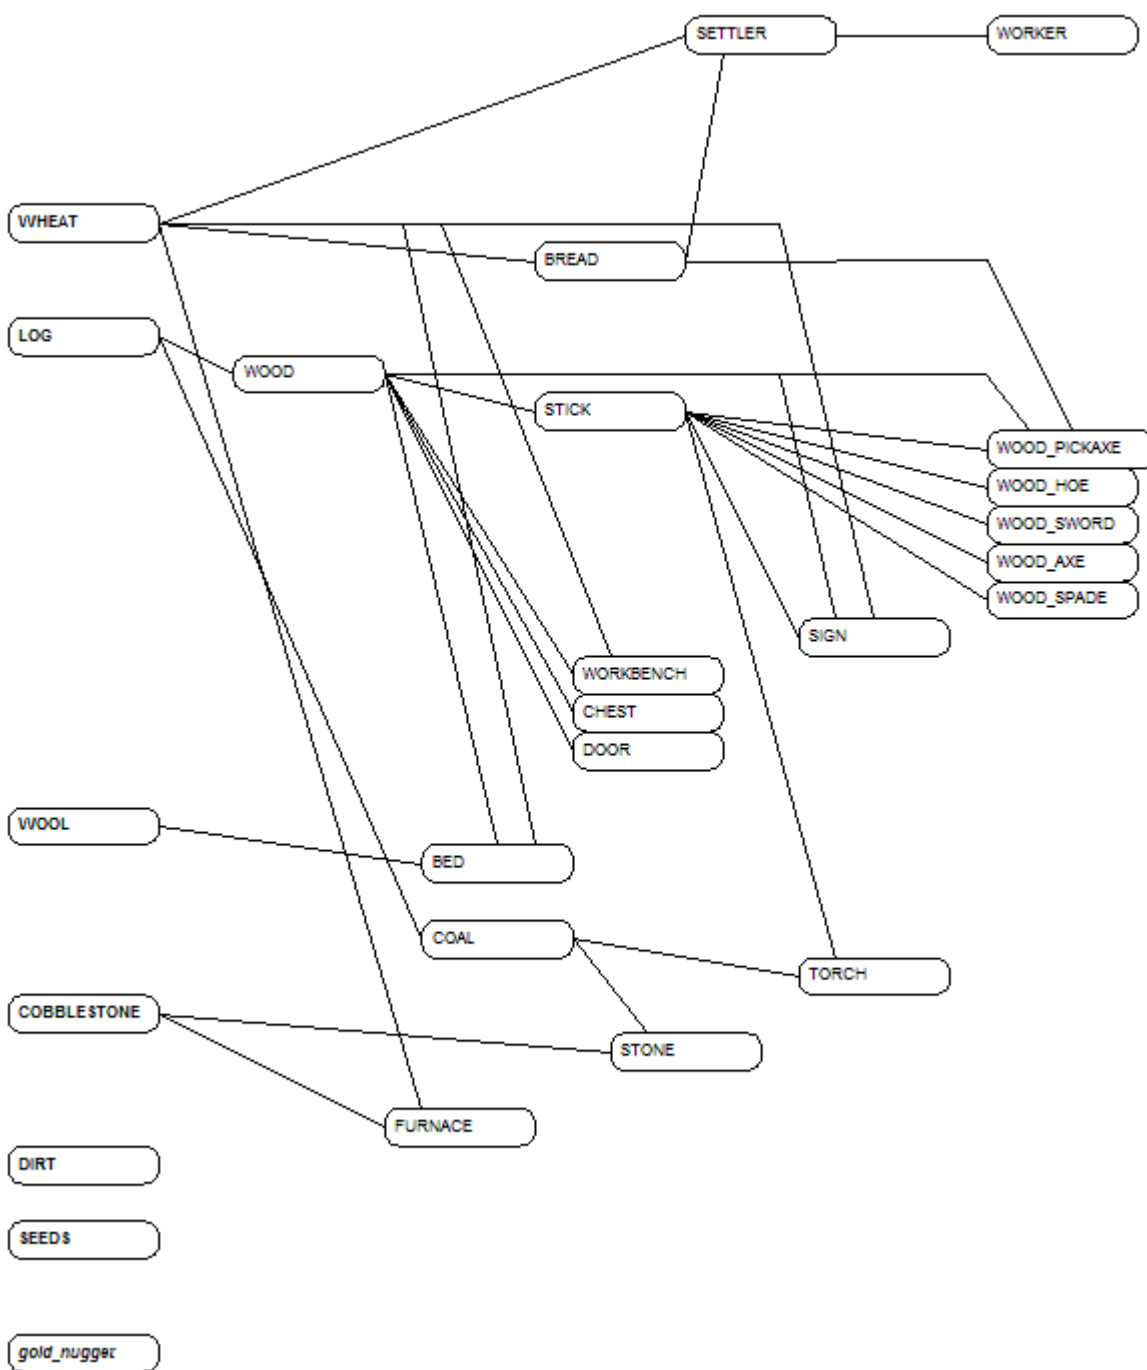 SETTLER
WORKER
WHEAT
BREAD
LOG
WOOD
STICK
WOOD_PICKAXE
WOOD_HOE
WOOD_SWORD
WOOD_AXE
WOOD_SPADE
SIGN
WORKBENCH
CHEST
DOOR
WOOL
BED
COAL
TORCH
COBBLESTONE
STONE
FURNACE
DIRT
SEEDS
gold_nugger